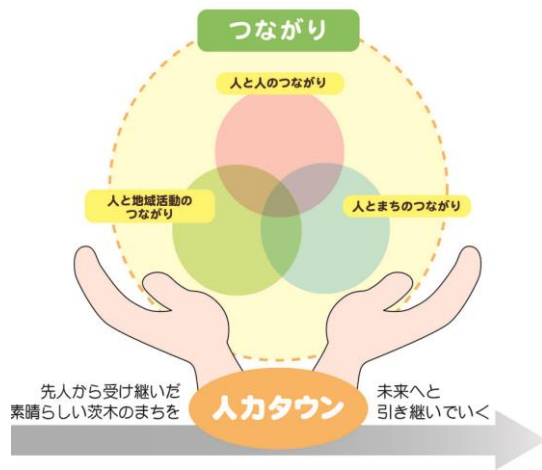 つながり
人と人のつながり
人と地域活動の
つながり
人とまちのつながり
先人から受け継いだ
素晴らしい茨木のまちを
人力タウン
未来へと
引き継いでいく